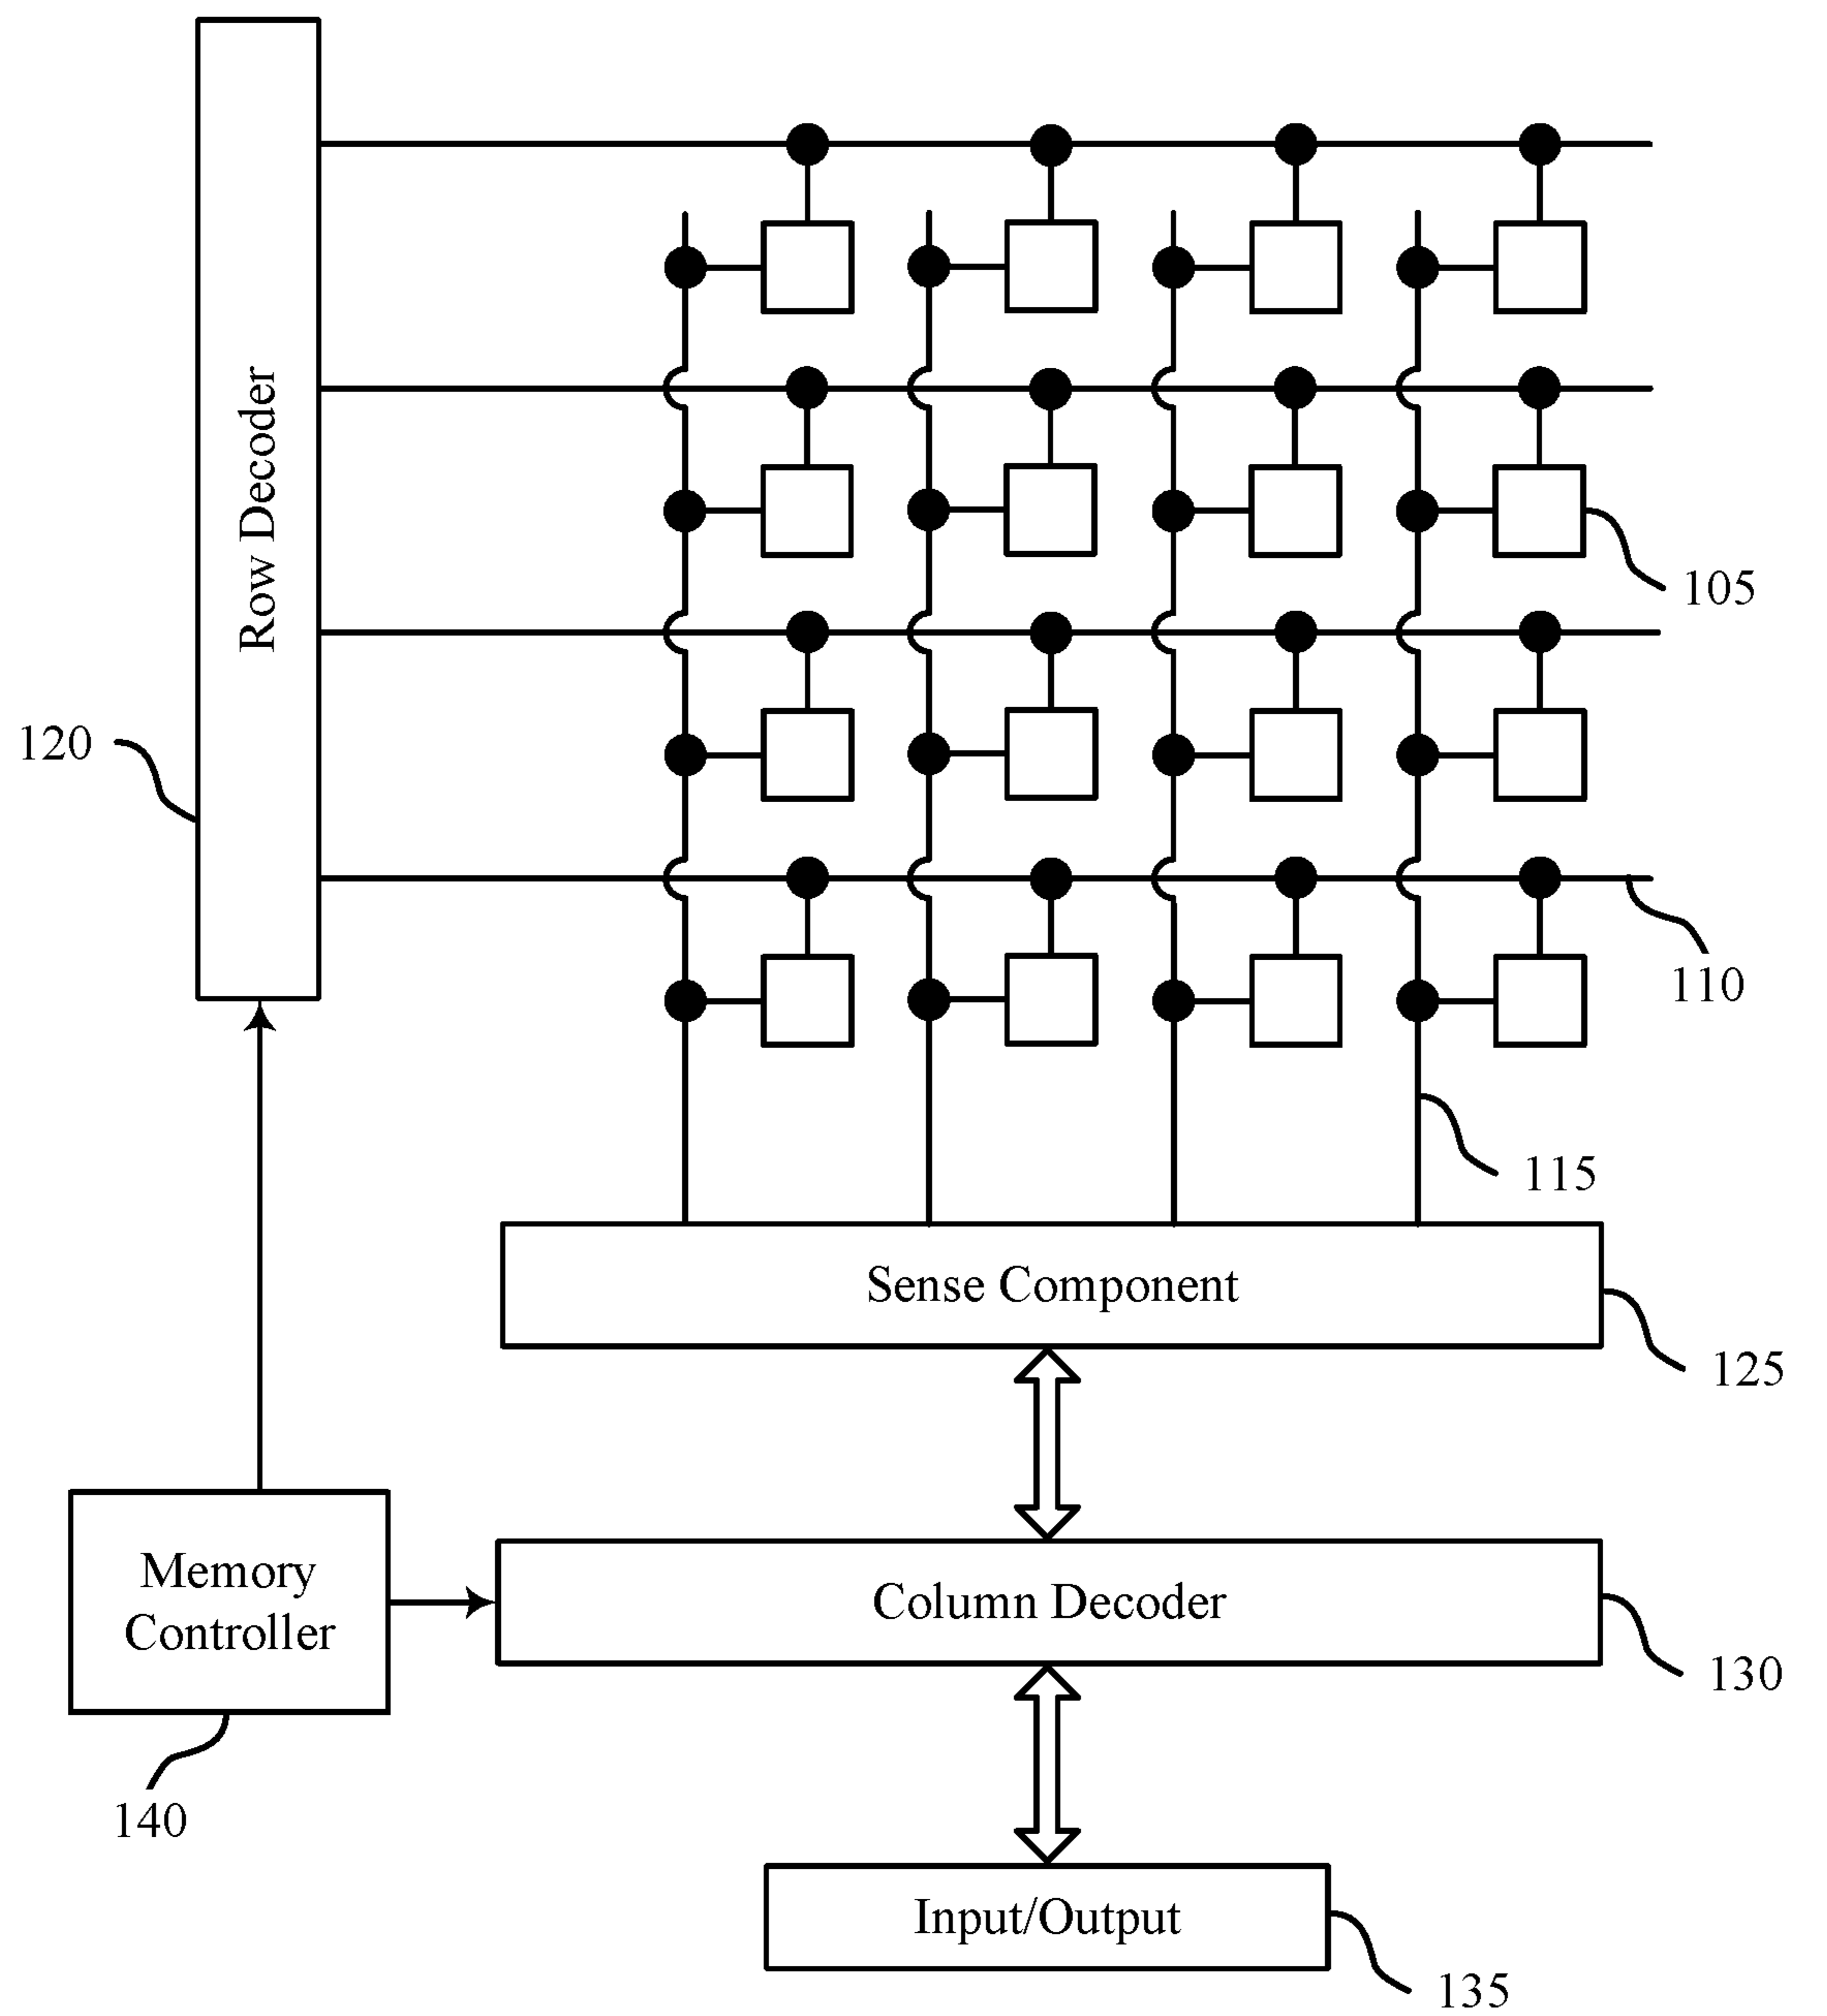 Row Decoder
105
120
110
115
Sense Component
125
Memory
Controller
Column Decoder
130
140
Input/Output
135